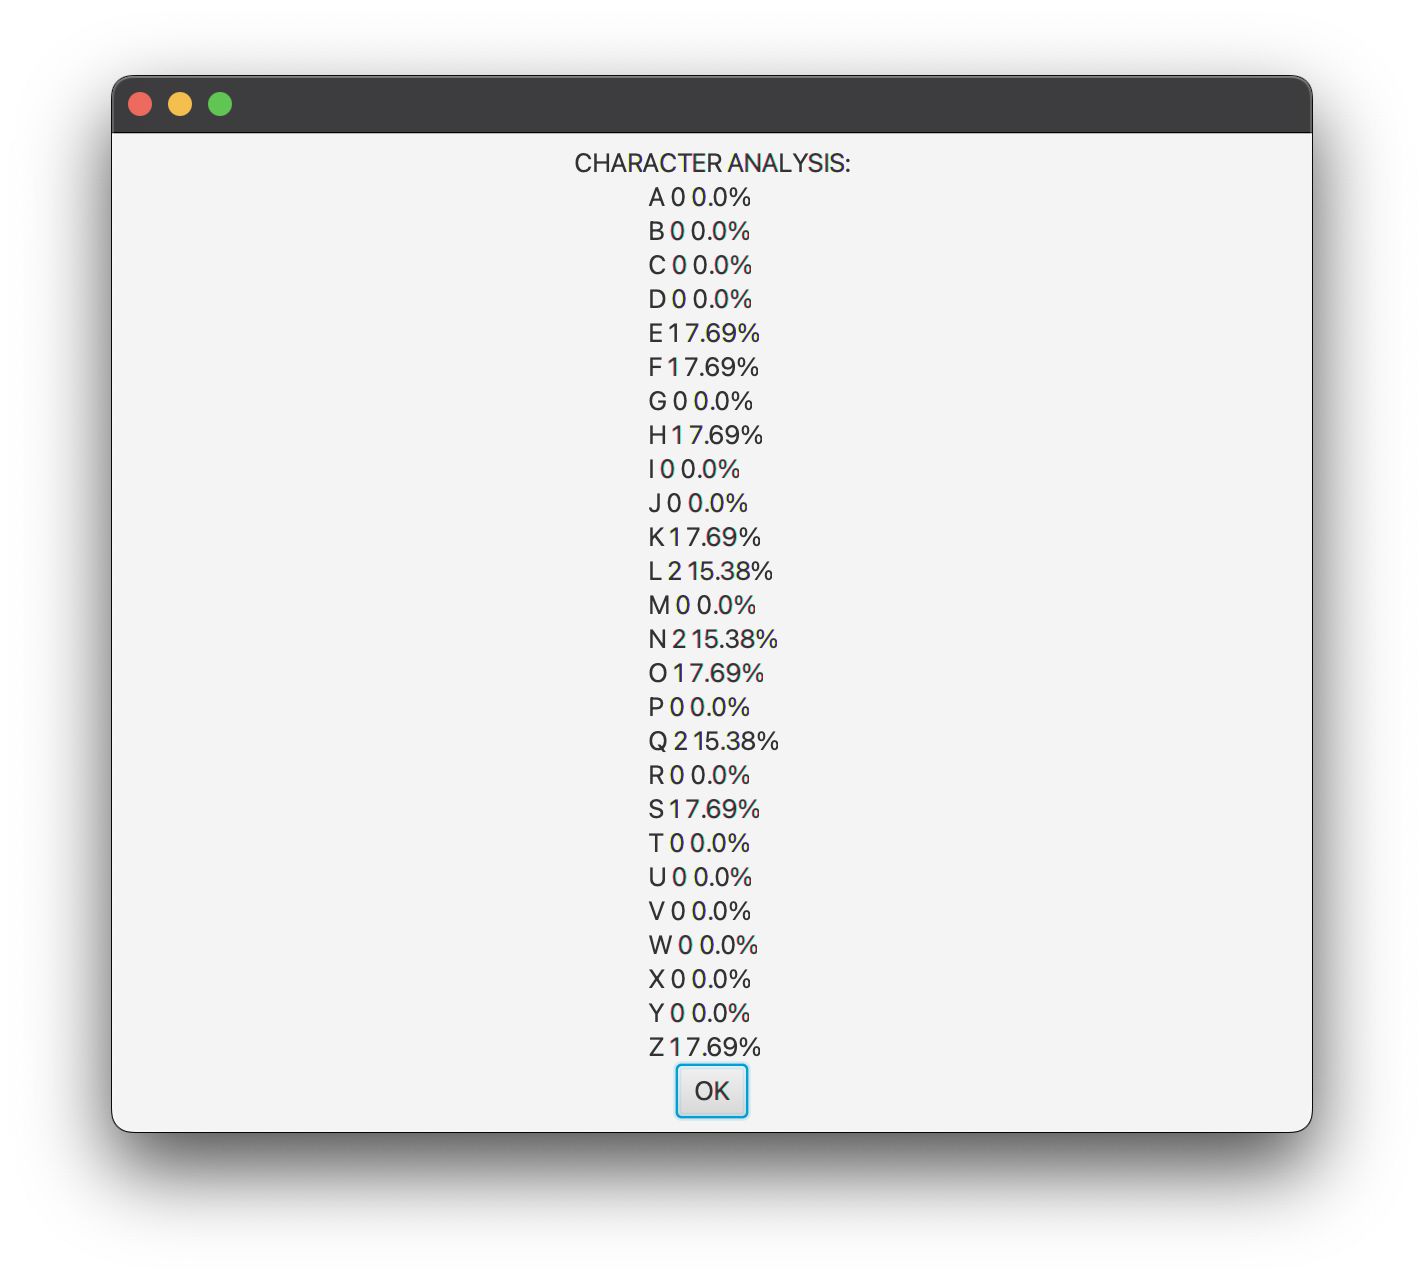 CHARACTER ANALYSIS:
A 0 0.0%
B 0 0.0%
C 0 0.0%
D 0 0.0%
E 1 7.69%
F 1 7.69%
G 0 0.0%
H 1 7.69%
I 0 0.0%
J 0 0.0%
K 1 7.69%
L 2 15.38%
M 0 0.0%
N 2 15.38%
O 1 7.69%
P 0 0.0%
Q 2 15.38%
R 0 0.0%
S 1 7.69%
T 0 0.0%
U 0 0.0%
V 0 0.0%
W 0 0.0%
X 0 0.0%
Y 0 0.0%
Z 1 7.69%
OK